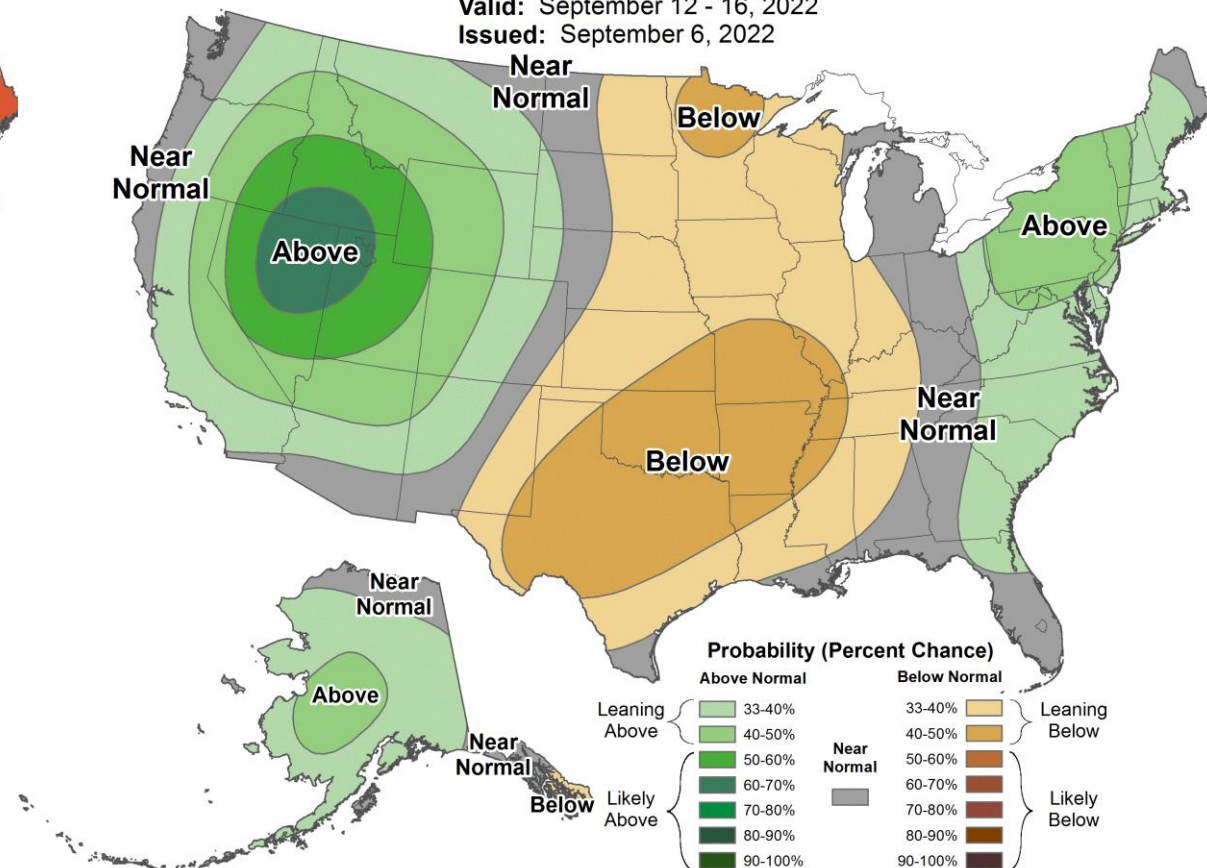 Valid: September 12 - 16, 2022
Issued: September 6, 2022
Near
Normal
Below
Near
Normal
Above
Above
Near
Normal
Below
Near
Normal
Above
Near
Normal
Below
Probability (Percent Chance)
Above Normal
Below Normal
Leaning
Above
33-40%
40-50%
50-60%
60-70%
70-80%
80-90%
90-100%
Likely
Above
Near
Normal
33-40%
40-50%
50-60%
60-70%
70-80%
80-90%
90-100%
Leaning
Below
Likely
Below